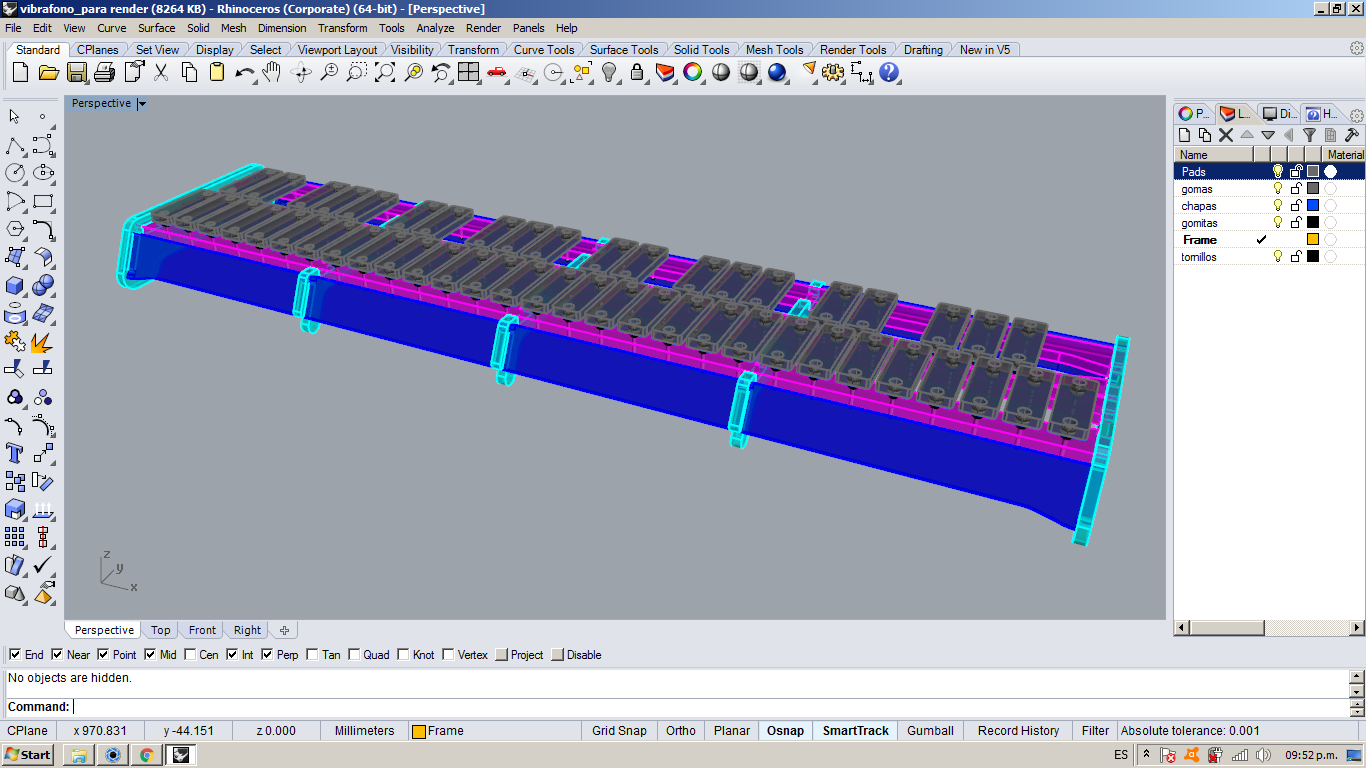 vibrafono_para render (8264 KB) - Rhinoceros (Corporate) (64-bit) - [Perspective]
File Edit View Curve Surface Solid Mesh Dimension Transform Tools Analyze Render Panels Help
Standard CPlanes Set View Display Select Viewport Layout Visibility Transform Curve Tools Surface Tools Solid Tools Mesh Tools Render Tools Drafting New in V5
Perspective
P... L... Di... H...
Name Material
Pads
gomas
chapas
gomitas
Frame
tornillos
z
y
x
Perspective Top Front Right
End Near Point Mid Cen Int Perp Tan Quad Knot Vertex Project Disable
No objects are hidden.
Command:
CPlane x 970.831 y -44.151 z 0.000 Millimeters Frame Grid Snap Ortho Planar Osnap SmartTrack Gumball Record History Filter Absolute tolerance: 0.001
Start ES 09:52 p.m.